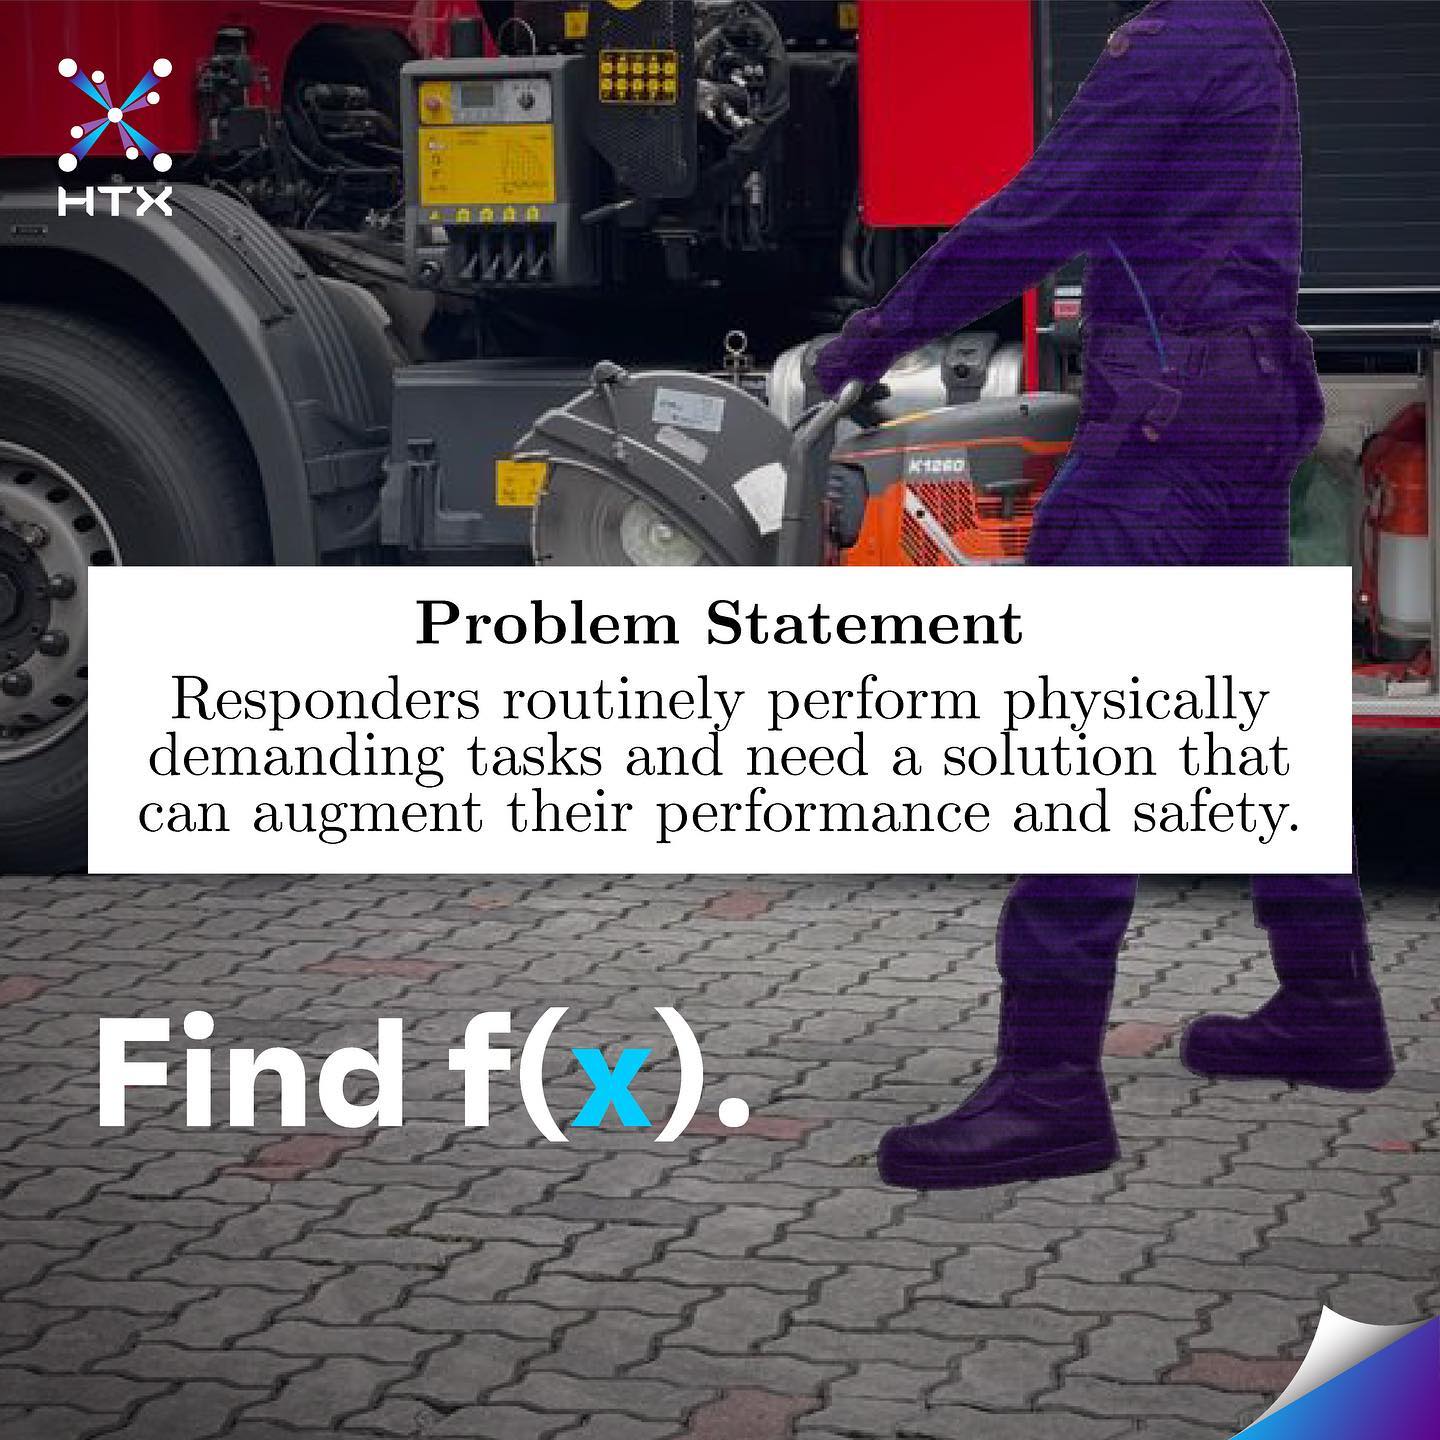 HTX
K1260
Problem Statement
Responders routinely perform physically
demanding tasks and need a solution that
can augment their performance and safety.
Find f(x).